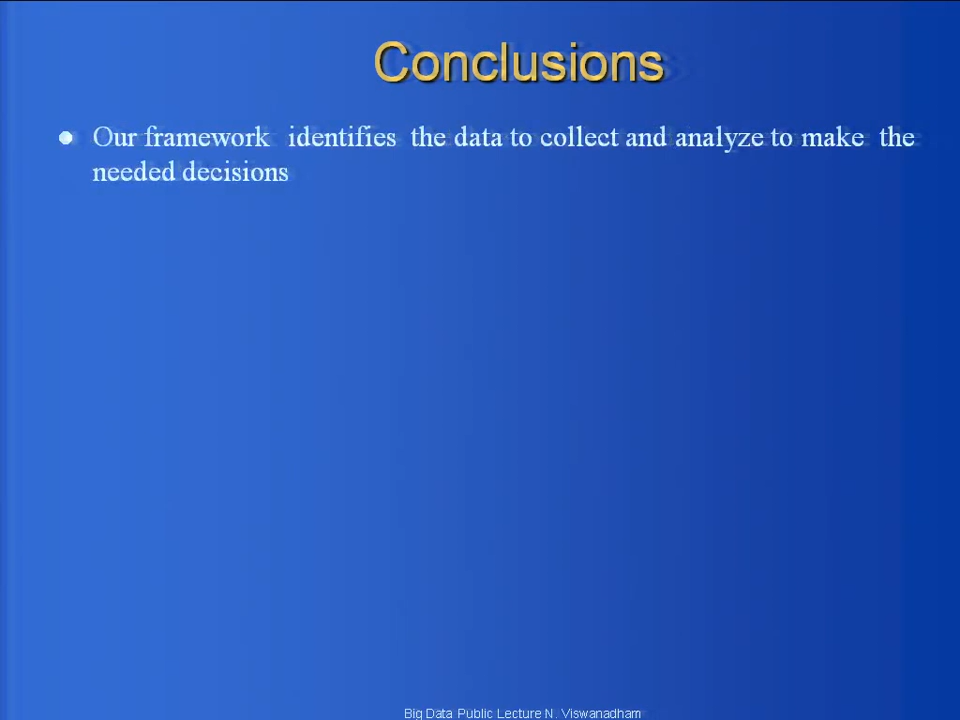 Conclusions
Our framework identifies the data to collect and analyze to make the
needed decisions
Big Data Public Lecture N. Viswanadham